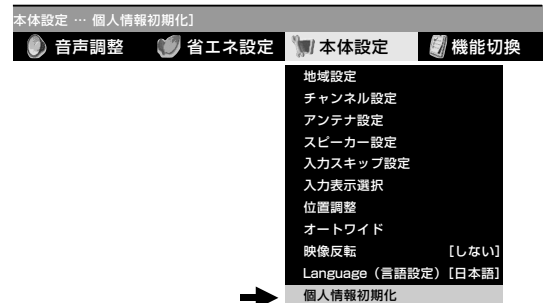 本体設定 … 個人情報初期化]
音声調整 省エネ設定 本体設定 機能切換
地域設定
チャンネル設定
アンテナ設定
スピーカー設定
入力スキップ設定
入力表示選択
位置調整
オートワイド
映像反転 [しない]
Language（言語設定）[日本語]
個人情報初期化